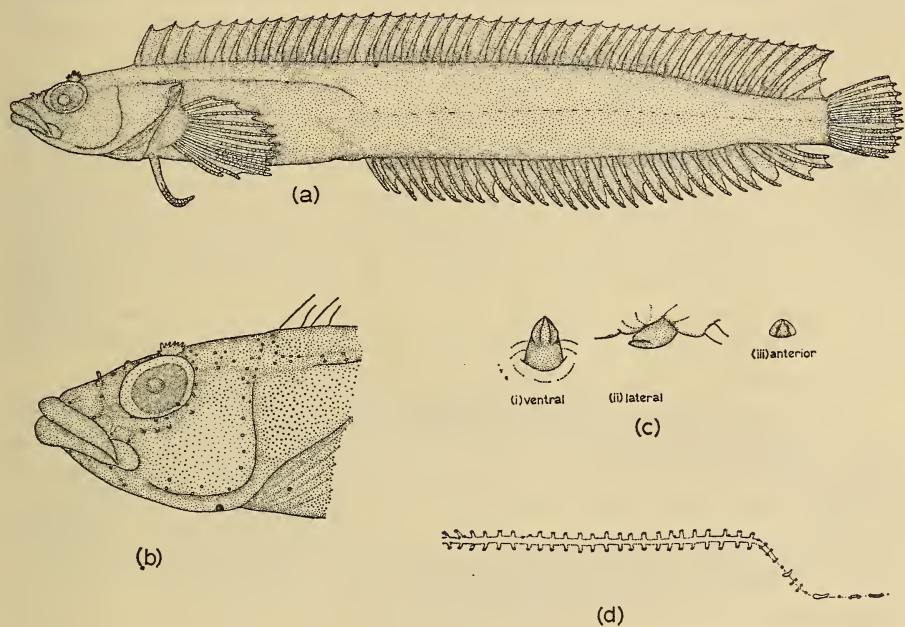 (a)
(i)ventral
(ii)lateral
(iii)anterior
(c)
(b)
(d)